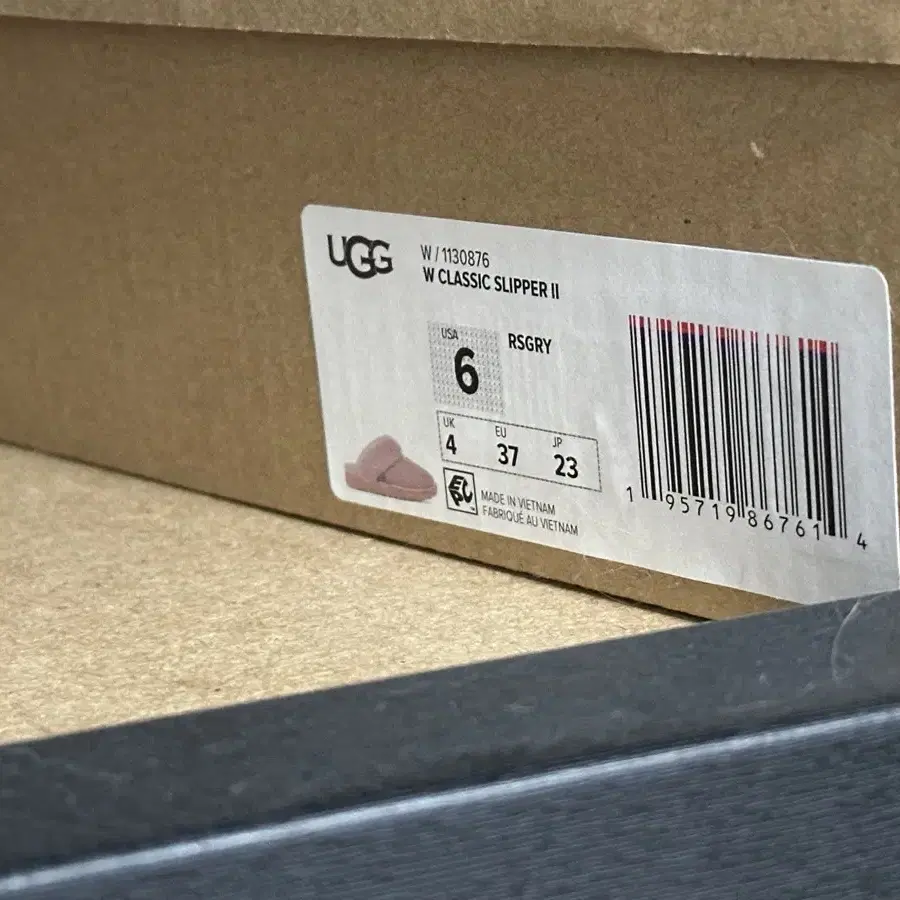 UGG
W / 1130876
W CLASSIC SLIPPER II
USA
6
RSGRY
UK
4
EU
37
JP
23
MADE IN VIETNAM
FABRIQUÉ AU VIETNAM
1 95719 86761 4